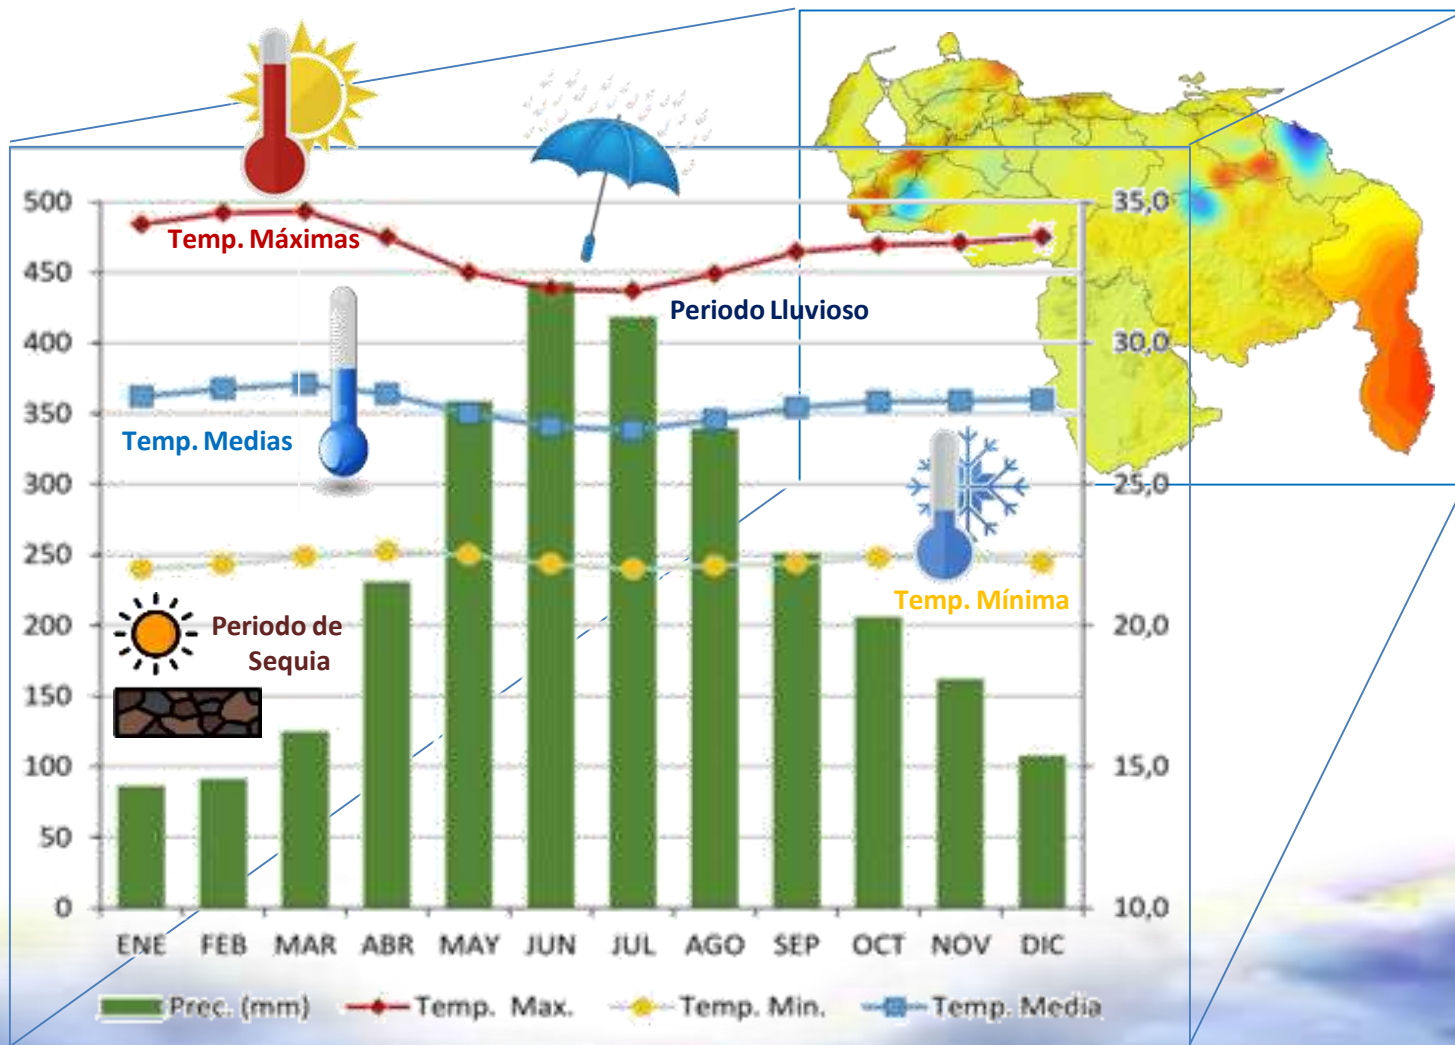 500
450
400
350
300
250
200
150
100
50
0
35,0
30,0
25,0
20,0
15,0
10,0
Temp. Máximas
Periodo Lluvioso
Temp. Medias
Temp. Mínima
Periodo de
Sequia
ENE FEB MAR ABR MAY JUN JUL AGO SEP OCT NOV DIC
Prec. (mm) Temp. Max. Temp. Min. Temp. Media